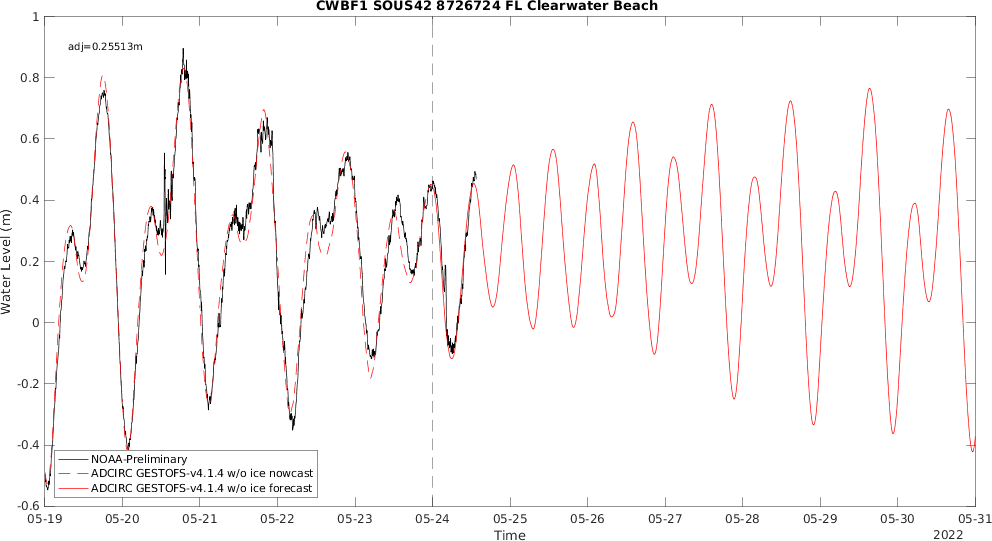 CWBF1 SOUS42 8726724 FL Clearwater Beach
adj=0.25513m
1
0.8
0.6
0.4
0.2
0
-0.2
-0.4
-0.6
Water Level (m)
NOAA-Preliminary
ADCIRC GESTOFS-v4.1.4 w/o ice nowcast
ADCIRC GESTOFS-v4.1.4 w/o ice forecast
05-19 05-20 05-21 05-22 05-23 05-24 05-25 05-26 05-27 05-28 05-29 05-30 05-31
Time
2022